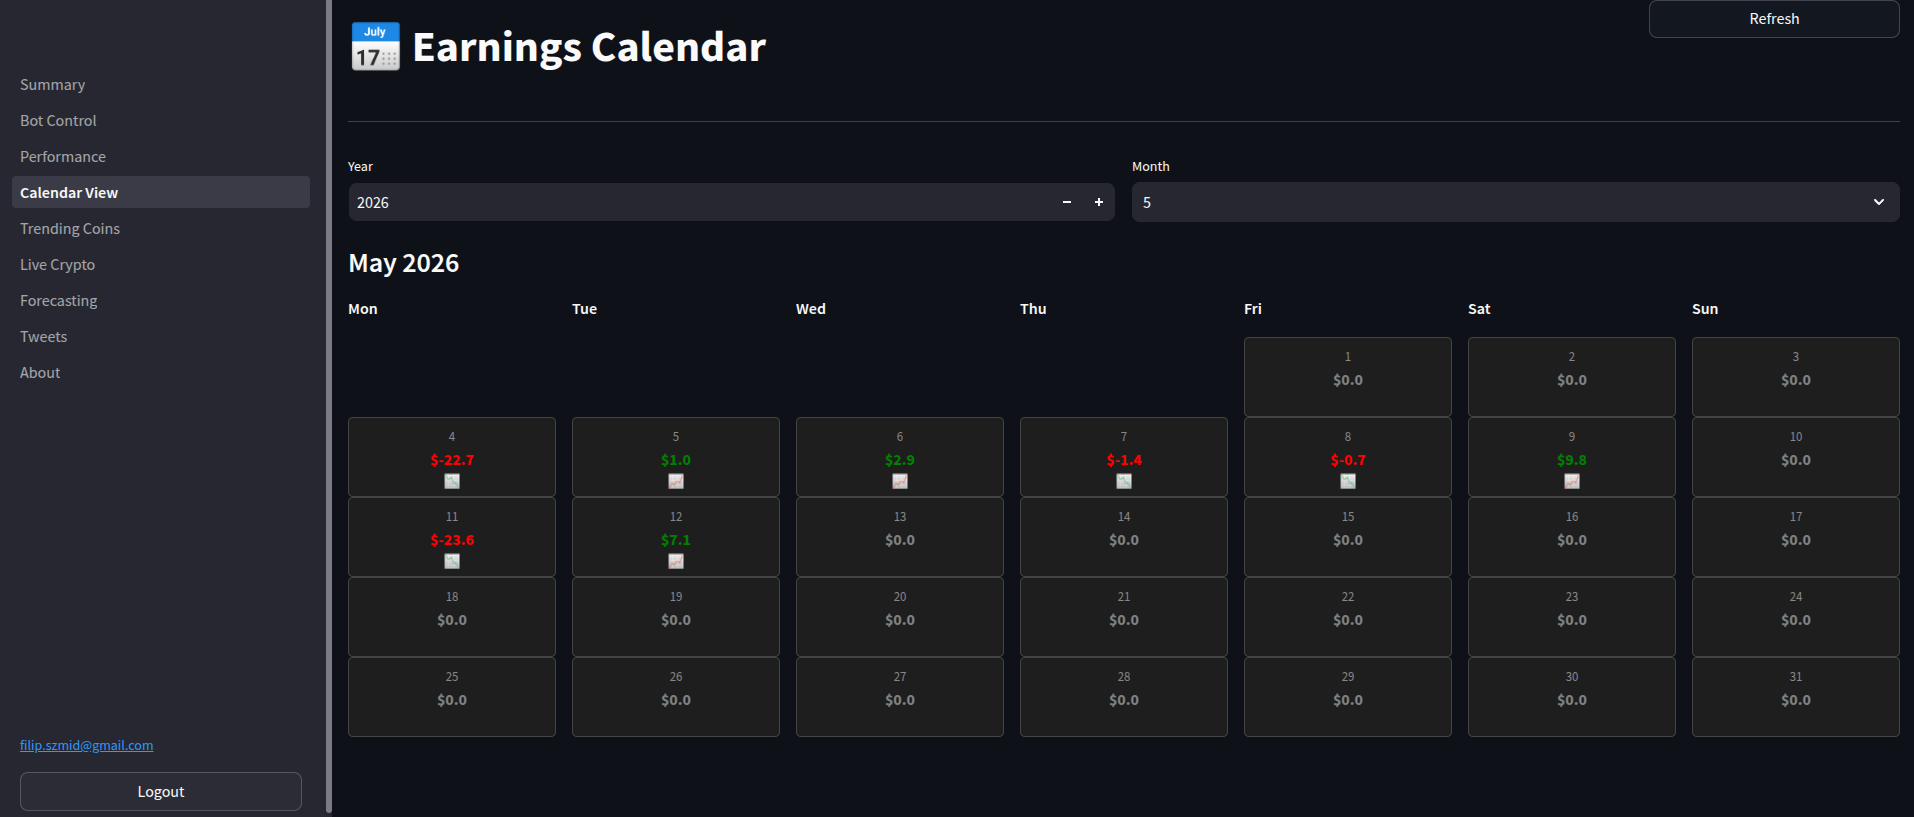 Summary
Bot Control
Performance
Calendar View
Trending Coins
Live Crypto
Forecasting
Tweets
About
filip.szmid@gmail.com
Logout
Refresh
July
17
Earnings Calendar
Year
Month
2026 − +
5
May 2026
Mon Tue Wed Thu Fri Sat Sun
1 2 3
$0.0 $0.0 $0.0
4 5 6 7 8 9 10
$-22.7 $1.0 $2.9 $-1.4 $-0.7 $9.8 $0.0
11 12 13 14 15 16 17
$-23.6 $7.1 $0.0 $0.0 $0.0 $0.0 $0.0
18 19 20 21 22 23 24
$0.0 $0.0 $0.0 $0.0 $0.0 $0.0 $0.0
25 26 27 28 29 30 31
$0.0 $0.0 $0.0 $0.0 $0.0 $0.0 $0.0